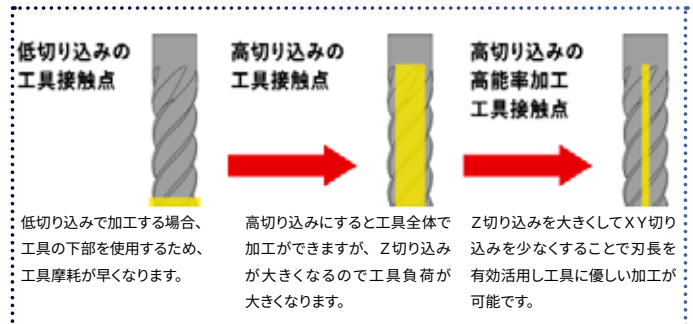 低切り込みの
工具接触点
低切り込みで加工する場合、
工具の下部を使用するため、
工具摩耗が早くなります。
高切り込みの
工具接触点
高切り込みにすると工具全体で
加工ができますが、Ｚ切り込み
が大きくなるので工具負荷が
大きくなります。
高切り込みの
高能率加工
工具接触点
Ｚ切り込みを大きくしてＸＹ切り
込みを少なくすることで刃長を
有効活用し工具に優しい加工が
可能です。